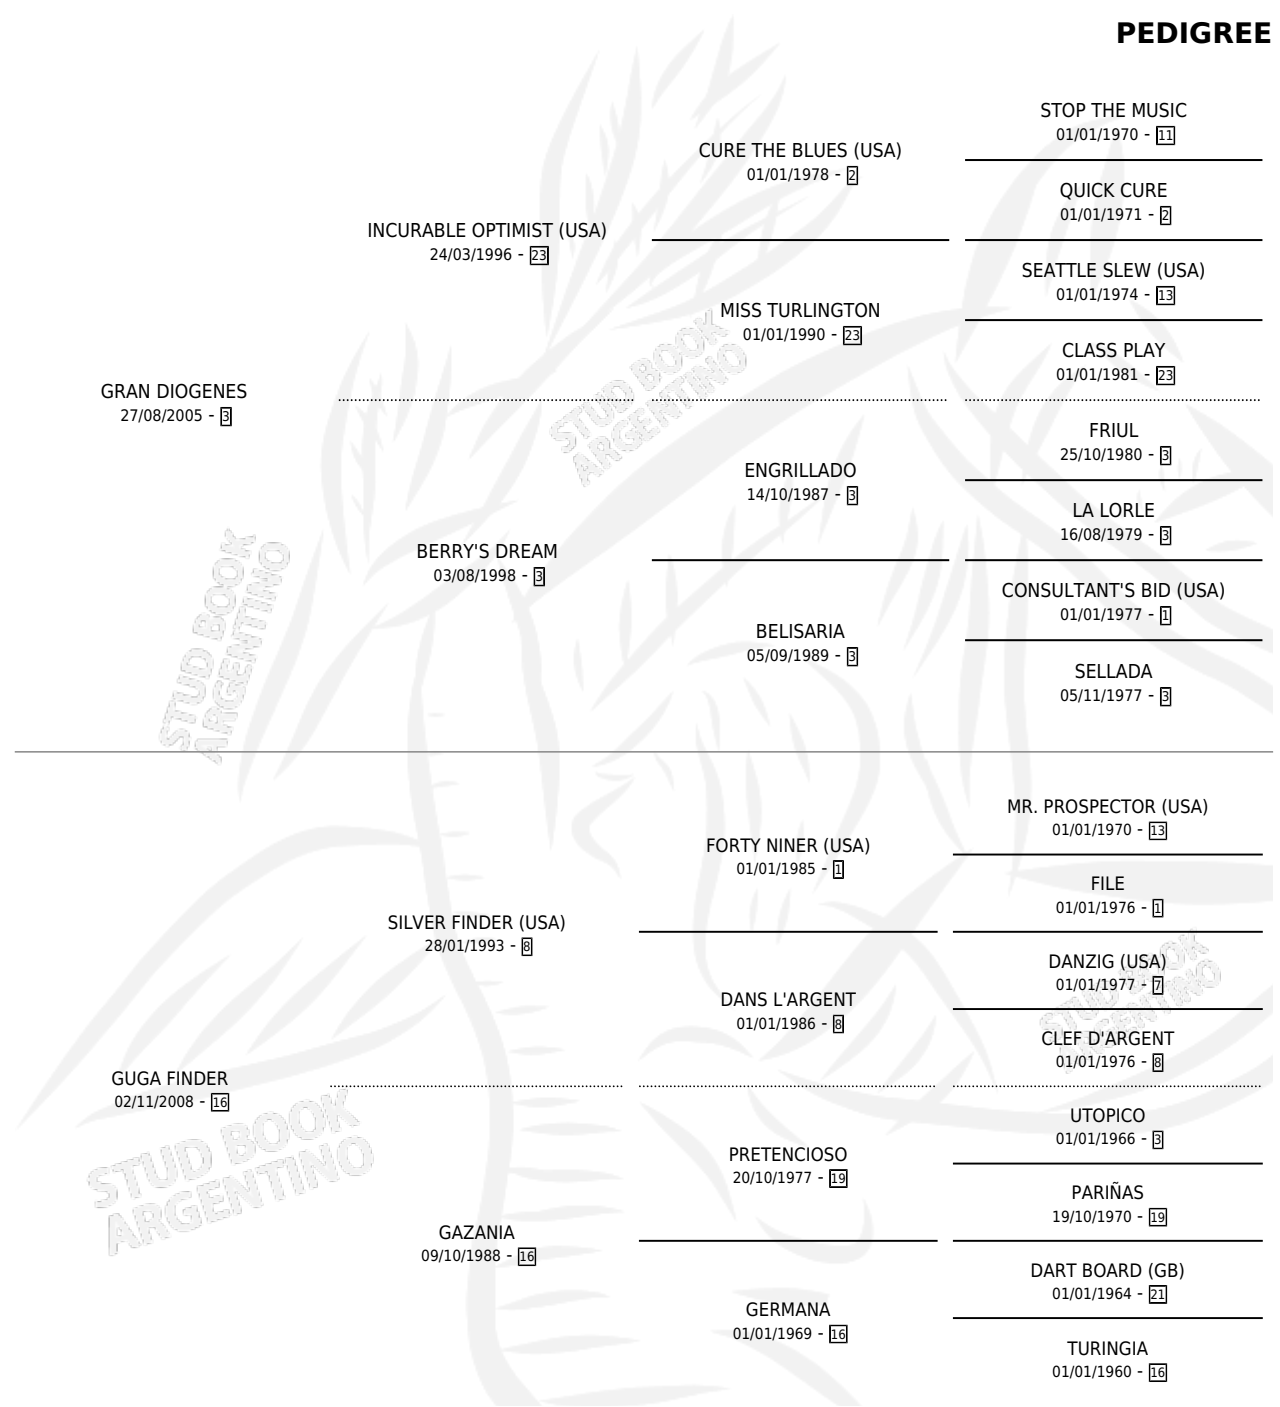 PEDIGREE
STOP THE MUSIC
01/01/1970 - 11
CURE THE BLUES (USA)
01/01/1978 - 2
QUICK CURE
01/01/1971 - 2
INCURABLE OPTIMIST (USA)
24/03/1996 - 23
SEATTLE SLEW (USA)
01/01/1974 - 13
MISS TURLINGTON
01/01/1990 - 23
CLASS PLAY
01/01/1981 - 23
GRAN DIOGENES
27/08/2005 - 3
FRIUL
25/10/1980 - 3
ENGRILLADO
14/10/1987 - 3
LA LORLE
16/08/1979 - 3
BERRY'S DREAM
03/08/1998 - 3
CONSULTANT'S BID (USA)
01/01/1977 - 1
BELISARIA
05/09/1989 - 3
SELLADA
05/11/1977 - 3
MR. PROSPECTOR (USA)
01/01/1970 - 13
FORTY NINER (USA)
01/01/1985 - 1
FILE
01/01/1976 - 1
SILVER FINDER (USA)
28/01/1993 - 8
DANZIG (USA)
01/01/1977 - 7
DANS L'ARGENT
01/01/1986 - 8
CLEF D'ARGENT
01/01/1976 - 8
GUGA FINDER
02/11/2008 - 16
UTOPICO
01/01/1966 - 3
PRETENCIOSO
20/10/1977 - 19
PARIÑAS
19/10/1970 - 19
GAZANIA
09/10/1988 - 16
DART BOARD (GB)
01/01/1964 - 21
GERMANA
01/01/1969 - 16
TURINGIA
01/01/1960 - 16
STUD BOOK
ARGENTINO
STUD BOOK
ARGENTINO
STUD BOOK
ARGENTINO
STUD BOOK
ARGENTINO